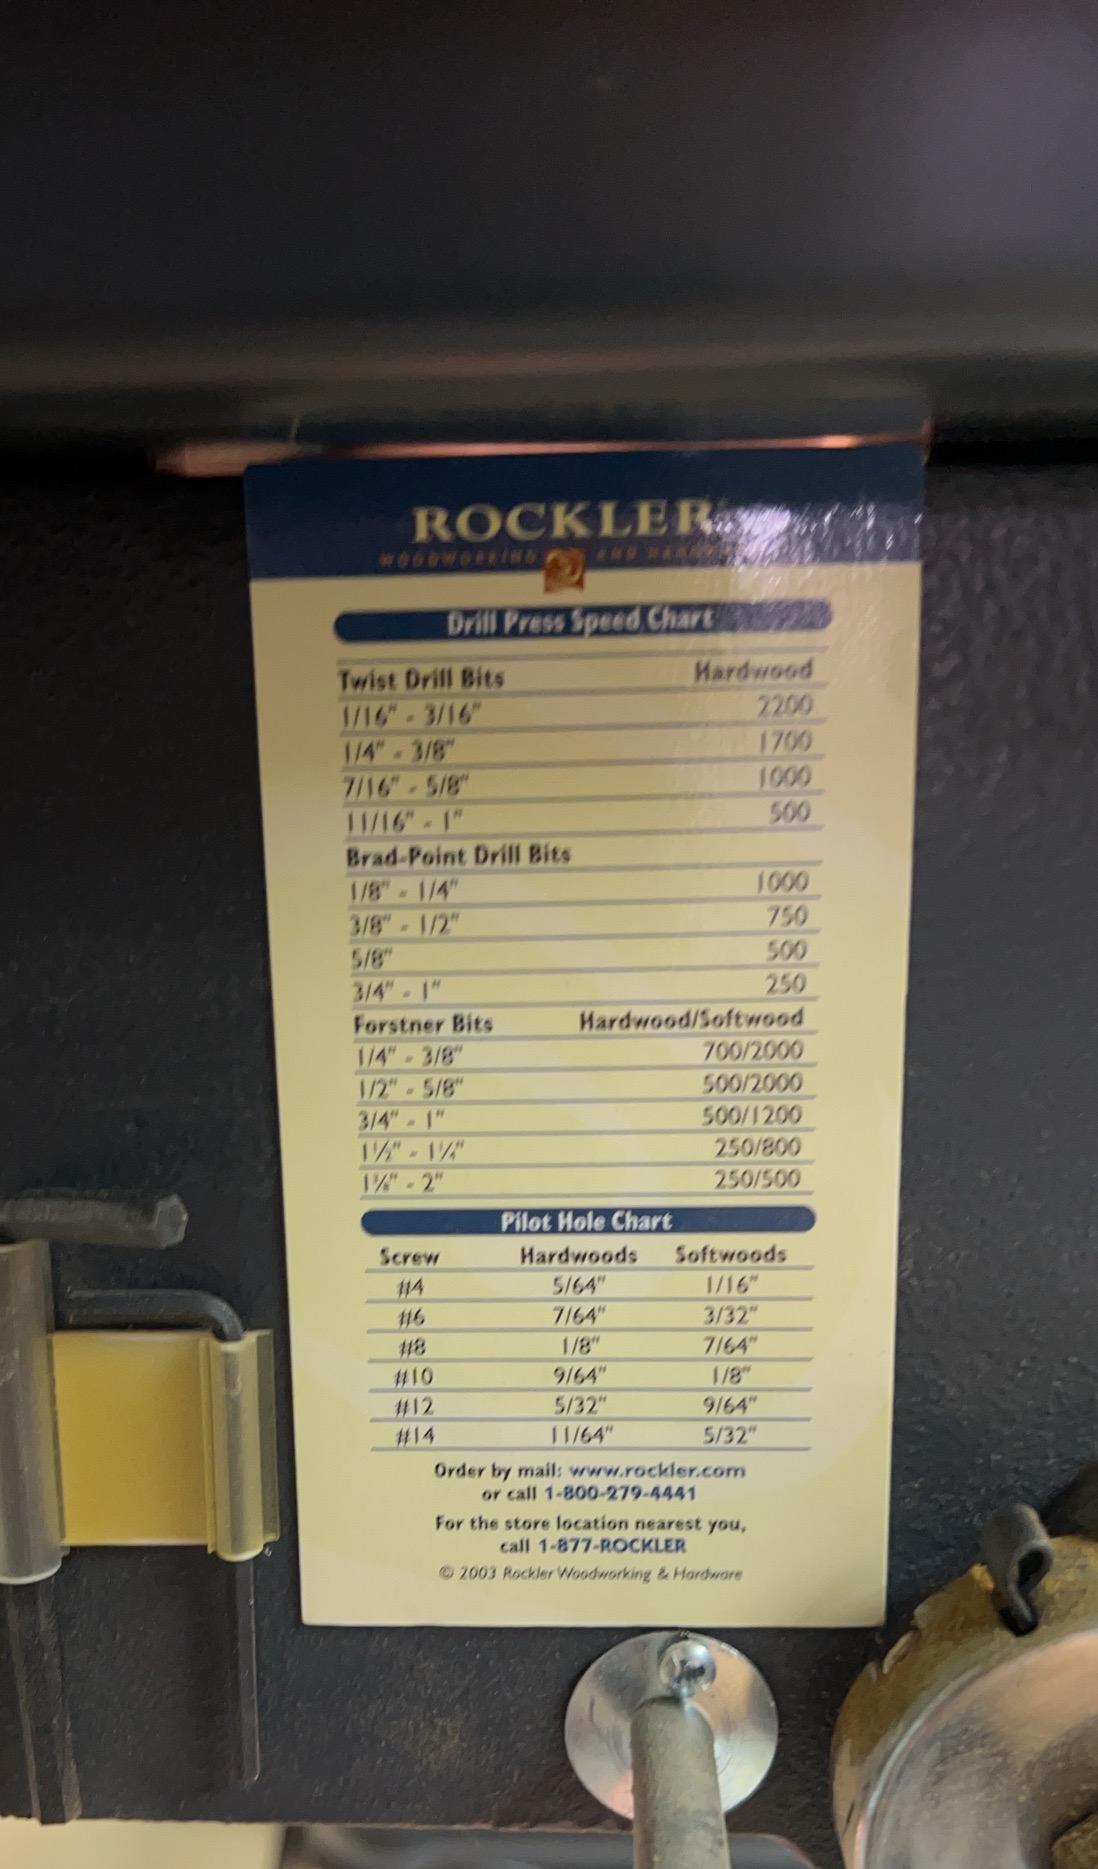 ROCKLER
WOODWORKING AND
Drill Press Speed Chart
Twist Drill Bits Hardwood
1/16" - 3/16" 2200
1/4" - 3/8" 1700
7/16" - 5/8" 1000
11/16" - 1" 500
Brad-Point Drill Bits
1/8" - 1/4" 1000
3/8" - 1/2" 750
5/8" 500
3/4" - 1" 250
Forstner Bits Hardwood/Softwood
1/4" - 3/8" 700/2000
1/2" - 5/8" 500/2000
3/4" - 1" 500/1200
250/800
- 2" 250/500
Pilot Hole Chart
Screw Hardwoods Softwoods
#4 5/64" 1/16"
#6 7/64" 3/32"
#8 1/8" 7/64"
#10 9/64" 1/8"
#12 5/32" 9/64"
#14 11/64" 5/32"
Order by mail: www.rockler.com
or call 1-800-279-4441
For the store location nearest you,
call 1-877-ROCKLER
© 2003 Rockler Woodworking & Hardware